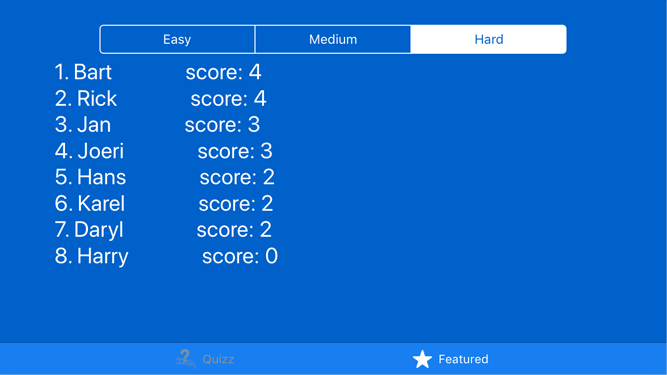 Easy Medium Hard
1. Bart score: 4
2. Rick score: 4
3. Jan score: 3
4. Joeri score: 3
5. Hans score: 2
6. Karel score: 2
7. Daryl score: 2
8. Harry score: 0
Quizz Featured